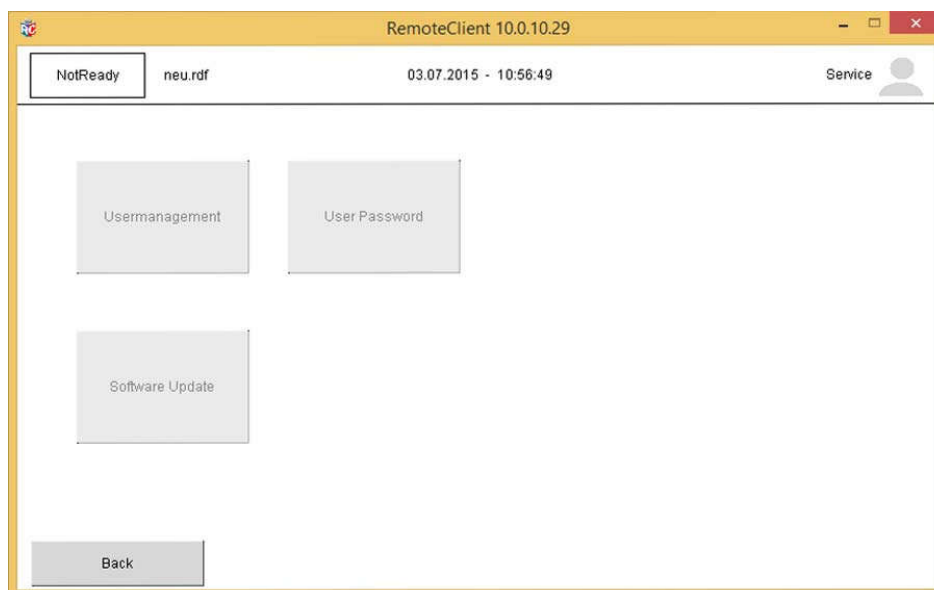 RC RemoteClient 10.0.10.29
NotReady neu.rdf 03.07.2015 - 10:56:49 Service
Usermanagement User Password
Software Update
Back